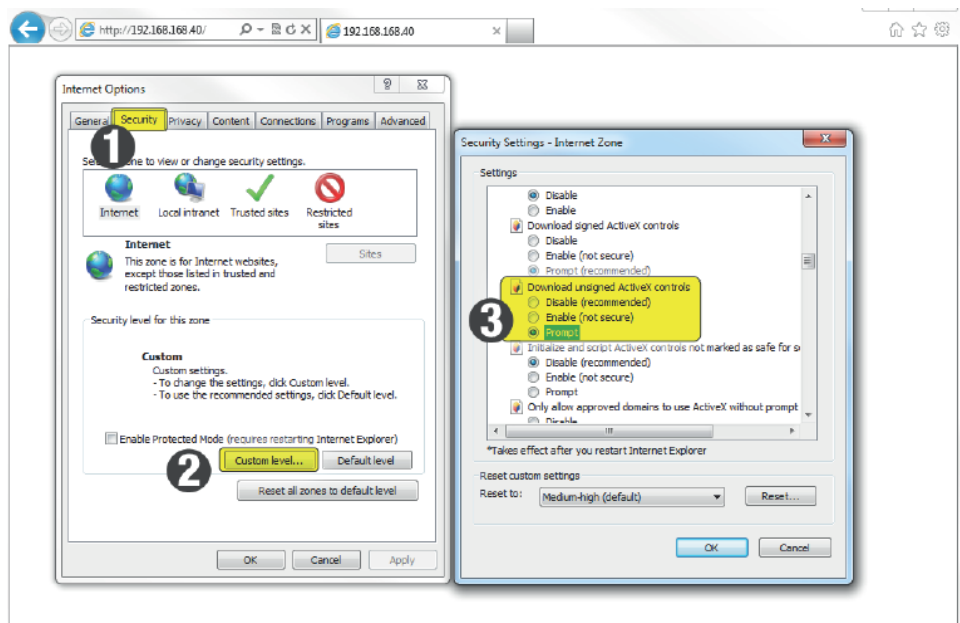 http://192.168.168.40/
192.168.168.40
Internet Options
General Security Privacy Content Connections Programs Advanced
1
to view or change security settings.
Internet Local intranet Trusted sites Restricted sites
Internet
This zone is for Internet websites,
except those listed in trusted and
restricted zones.
Sites
Security level for this zone
Custom
Custom settings.
- To change the settings, click Custom level.
- To use the recommended settings, click Default level.
Enable Protected Mode (requires restarting Internet Explorer)
2
Custom level... Default level
Reset all zones to default level
OK Cancel Apply
Security Settings - Internet Zone
Settings
Disable
Enable
Download signed ActiveX controls
Disable
Enable (not secure)
Prompt (recommended)
3
Download unsigned ActiveX controls
Disable (recommended)
Enable (not secure)
Prompt
Initialize and script ActiveX controls not marked as safe for s
Disable (recommended)
Enable (not secure)
Prompt
Only allow approved domains to use ActiveX without prompt
Disable
*Takes effect after you restart Internet Explorer
Reset custom settings
Reset to: Medium-high (default) Reset...
OK Cancel